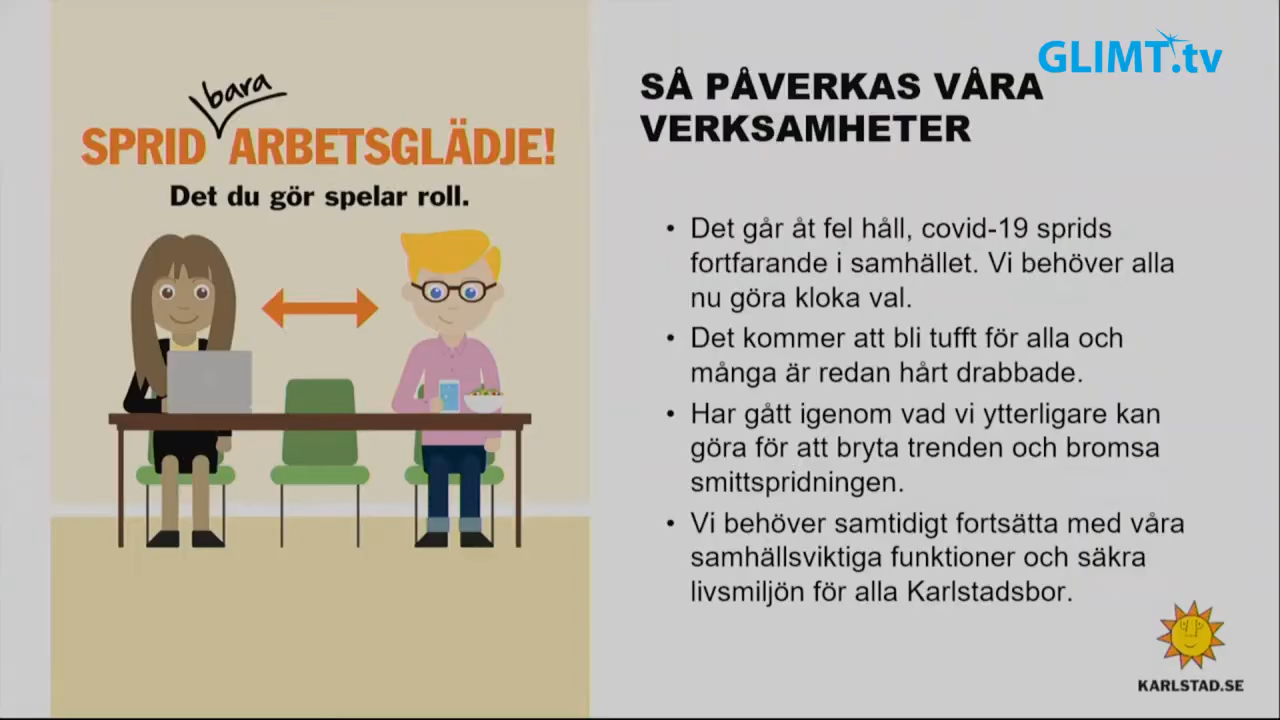 GLIMT.tv
bara
SPRID ARBETSGLÄDJE!
Det du gör spelar roll.
SÅ PÅVERKAS VÅRA
VERKSAMHETER
• Det går åt fel håll, covid-19 sprids
fortfarande i samhället. Vi behöver alla
nu göra kloka val.
• Det kommer att bli tufft för alla och
många är redan hårt drabbade.
• Har gått igenom vad vi ytterligare kan
göra för att bryta trenden och bromsa
smittspridningen.
• Vi behöver samtidigt fortsätta med våra
samhällsviktiga funktioner och säkra
livsmiljön för alla Karlstadsbor.
KARLSTAD.SE